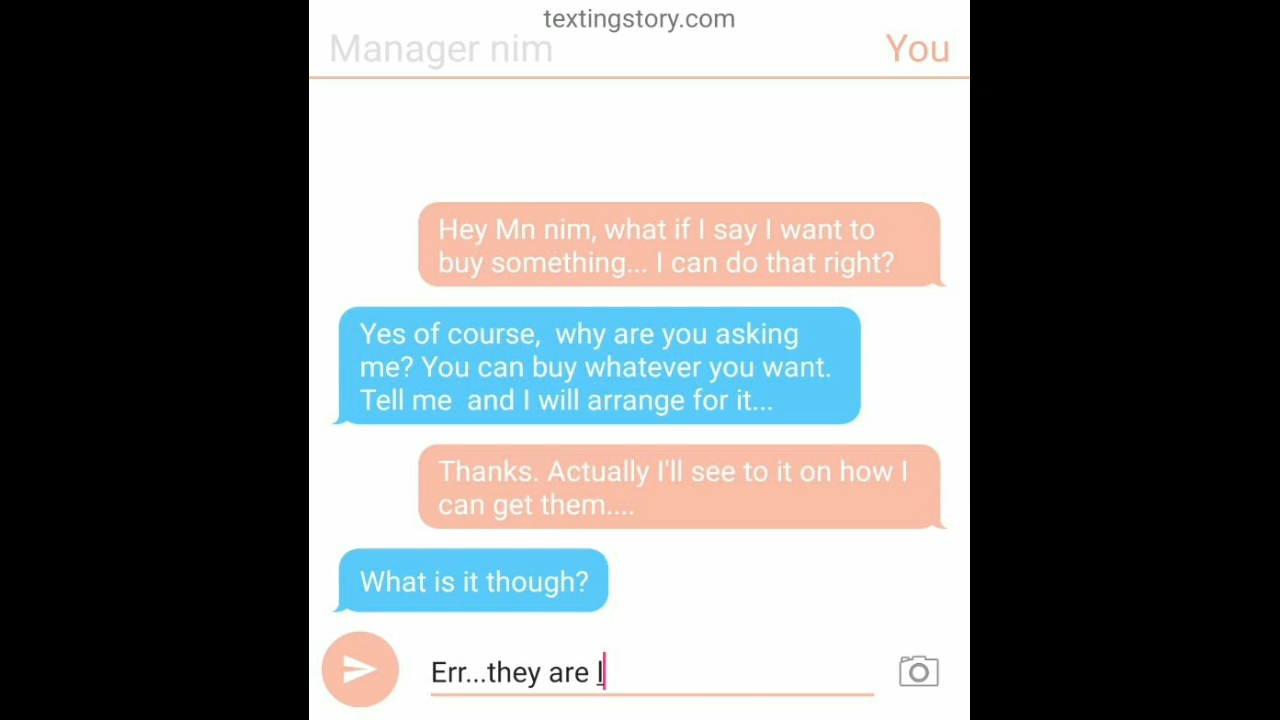 textingstory.com
Manager nim You
Hey Mn nim, what if I say I want to
buy something... I can do that right?
Yes of course,  why are you asking
me? You can buy whatever you want.
Tell me  and I will arrange for it...
Thanks. Actually I'll see to it on how I
can get them....
What is it though?
Err...they are l